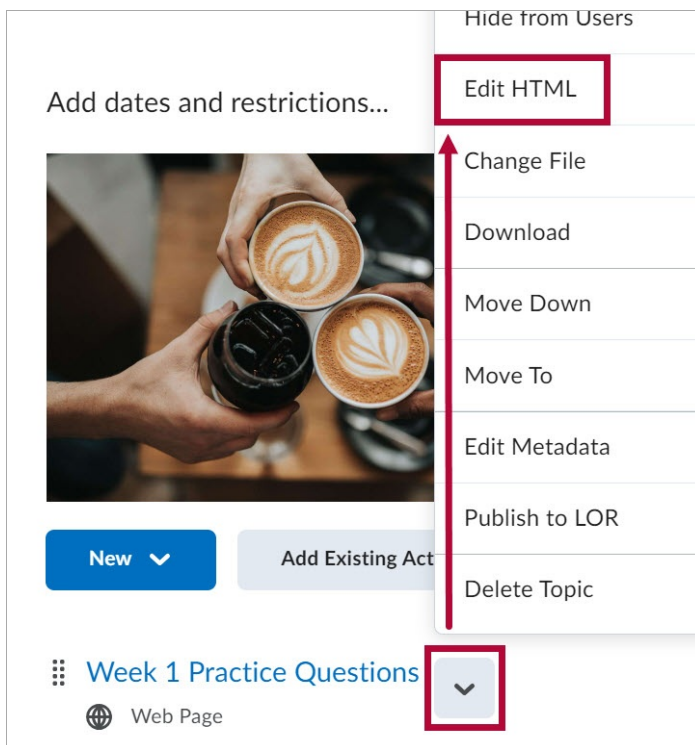 Hide from Users
Edit HTML
Add dates and restrictions...
Change File
Download
Move Down
Move To
Edit Metadata
Publish to LOR
New
Add Existing Act
Delete Topic
Week 1 Practice Questions
Web Page